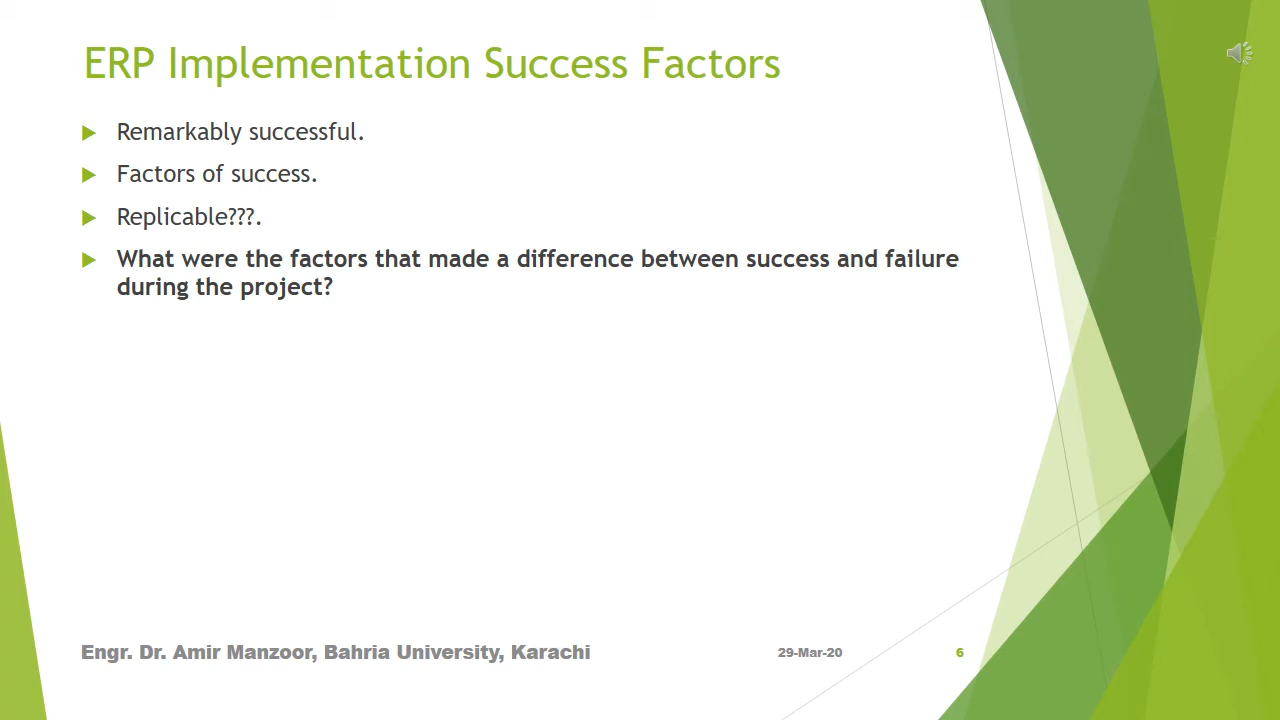 ERP Implementation Success Factors
Remarkably successful.
Factors of success.
Replicable???.
What were the factors that made a difference between success and failure
during the project?
Engr. Dr. Amir Manzoor, Bahria University, Karachi
29-Mar-20
6